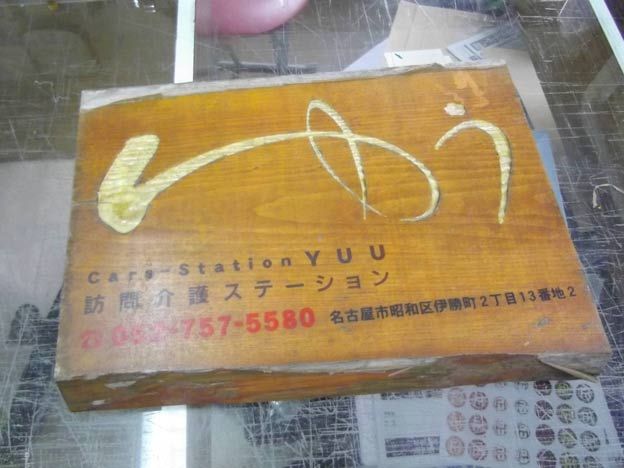 ゆう
Care-Station YUU
訪問介護ステーション
☎052-757-5580
名古屋市昭和区伊勝町2丁目13番地2